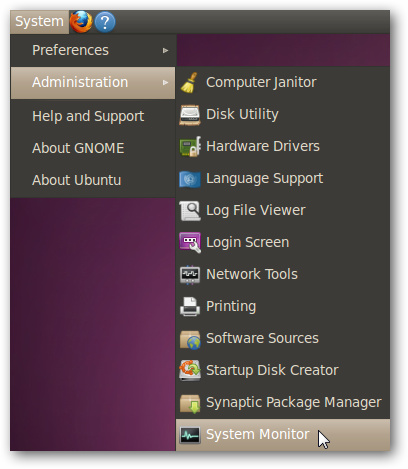 System
Preferences
Administration
Help and Support
About GNOME
About Ubuntu
Computer Janitor
Disk Utility
Hardware Drivers
Language Support
Log File Viewer
Login Screen
Network Tools
Printing
Software Sources
Startup Disk Creator
Synaptic Package Manager
System Monitor